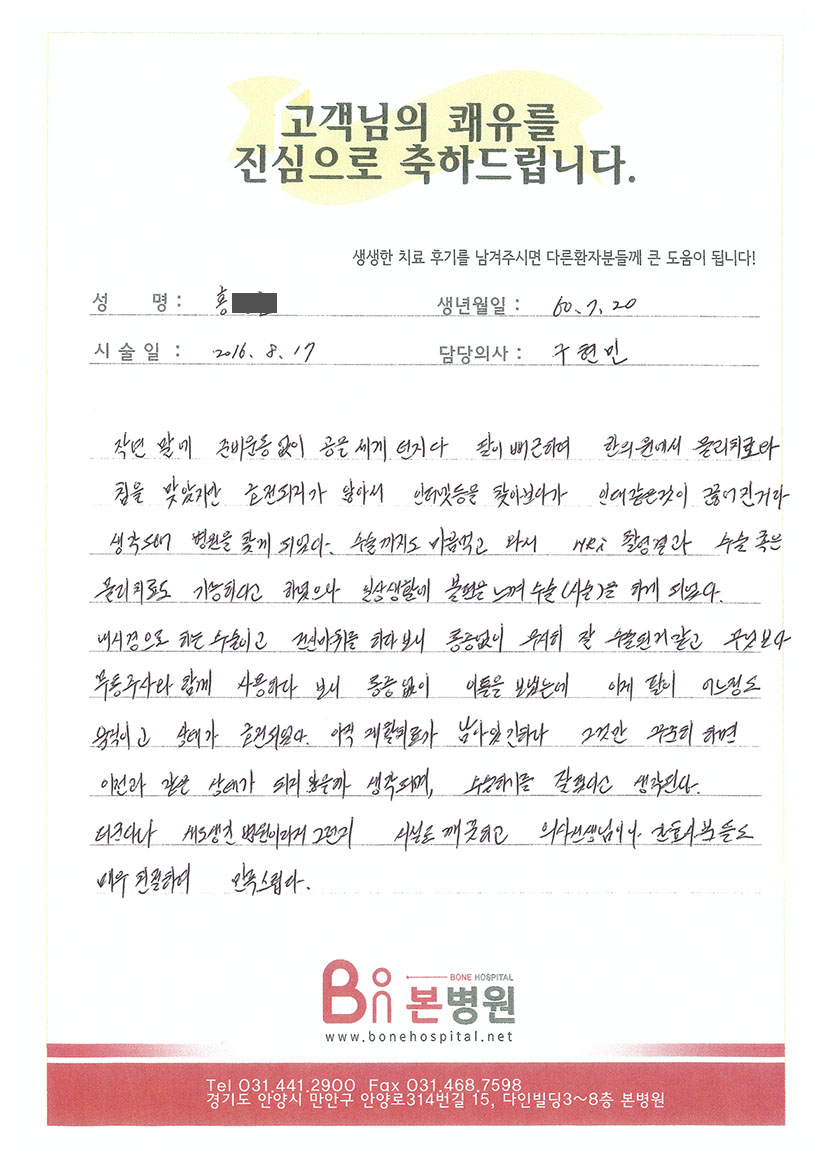 고객님의 쾌유를
진심으로 축하드립니다.
생생한 치료 후기를 남겨주시면 다른환자분들께 큰 도움이 됩니다!
성 명 : 홍
생년월일 : 60. 7. 20
시 술 일 : 2016. 8. 17
담당의사 : 구현민
작년 말에 준비운동없이 공을 세게 던지다 팔이 뻐근하여 한의원에서 물리치료와
침을 맞았지만 호전되지가 않아서 인터넷등을 찾아보다가 인대같은것이 끊어진거라
생각되어 병원을 찾게 되었다. 수술까지도 마음먹고 와서 MRi 촬영결과 수술 혹은
물리치료도 가능하다고 하였으나 일상생활에 불편을 느껴 수술(시술)을 하게 되었다.
내시경으로 하는 수술이고 전신마취를 하다보니 통증없이 무사히 잘 수술된거 같고 무엇보다
무통주사와 함께 사용하다 보니 통증없이 이틀을 보냈는데 이제 팔이 어느정도
움직이고 상태가 호전되었다. 아직 재활치료가 남아있긴하나 그것만 꾸준히 하면
이전과 같은 상태가 되지 않을까 생각되며, 수술하기를 잘했다고 생각된다.
더크다나 새로생긴 병원이라서 그런지 시설도 깨끗하고 의사선생님이나 간호사분들도
매우 친절하여 만족스럽다.
Bon 본병원
BONE HOSPITAL
www.bonehospital.net
Tel 031.441.2900 Fax 031.468.7598
경기도 안양시 만안구 안양로314번길 15, 다인빌딩3~8층 본병원